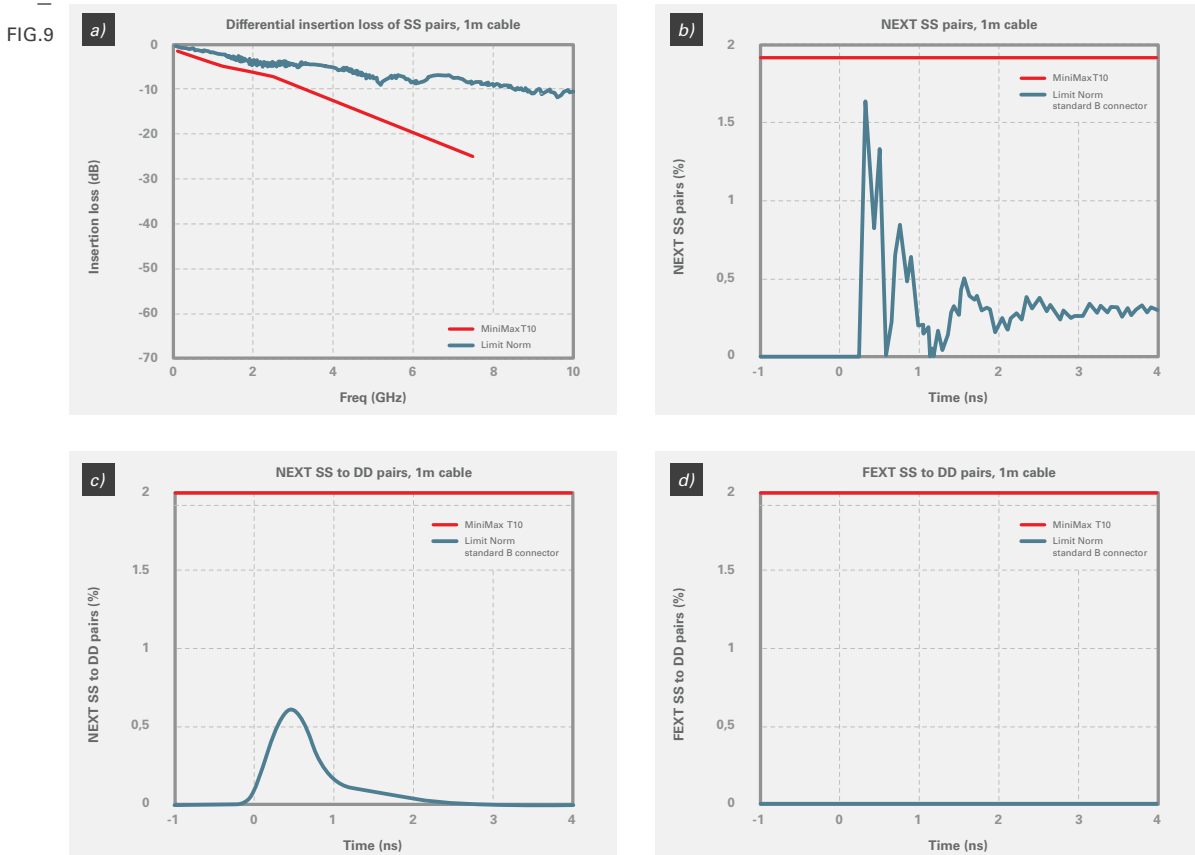 FIG.9
a)
Differential insertion loss of SS pairs, 1m cable
0
-10
-20
-30
-40
-50
-60
-70
Insertion loss (dB)
MiniMaxT10
Limit Norm
0 2 4 6 8 10
Freq (GHz)
b)
NEXT SS pairs, 1m cable
2
1.5
1
0,5
0
NEXT SS pairs (%)
MiniMaxT10
Limit Norm
standard B connector
-1 0 1 2 3 4
Time (ns)
c)
NEXT SS to DD pairs, 1m cable
2
1.5
1
0,5
0
NEXT SS to DD pairs (%)
MiniMax T10
Limit Norm
standard B connector
-1 0 1 2 3 4
Time (ns)
d)
FEXT SS to DD pairs, 1m cable
2
1.5
1
0,5
0
FEXT SS to DD pairs (%)
MiniMax T10
Limit Norm
standard B connector
-1 0 1 2 3 4
Time (ns)